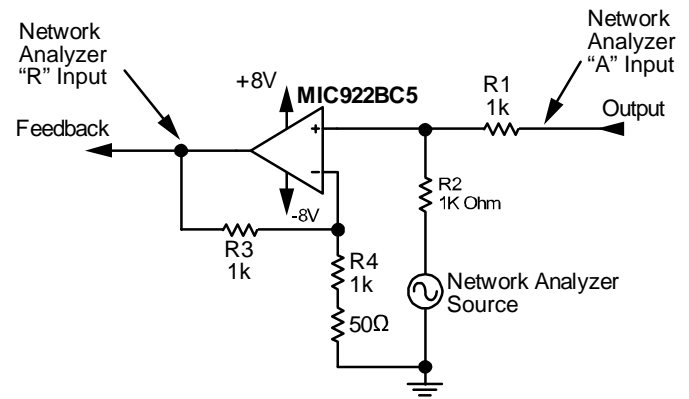 Network
Analyzer
“R” Input
Network
Analyzer
“A” Input
+8V
MIC922BC5
R1
1k
Output
Feedback
+
-
R2
1K Ohm
-8V
R3
1k
R4
1k
Network Analyzer
Source
50Ω